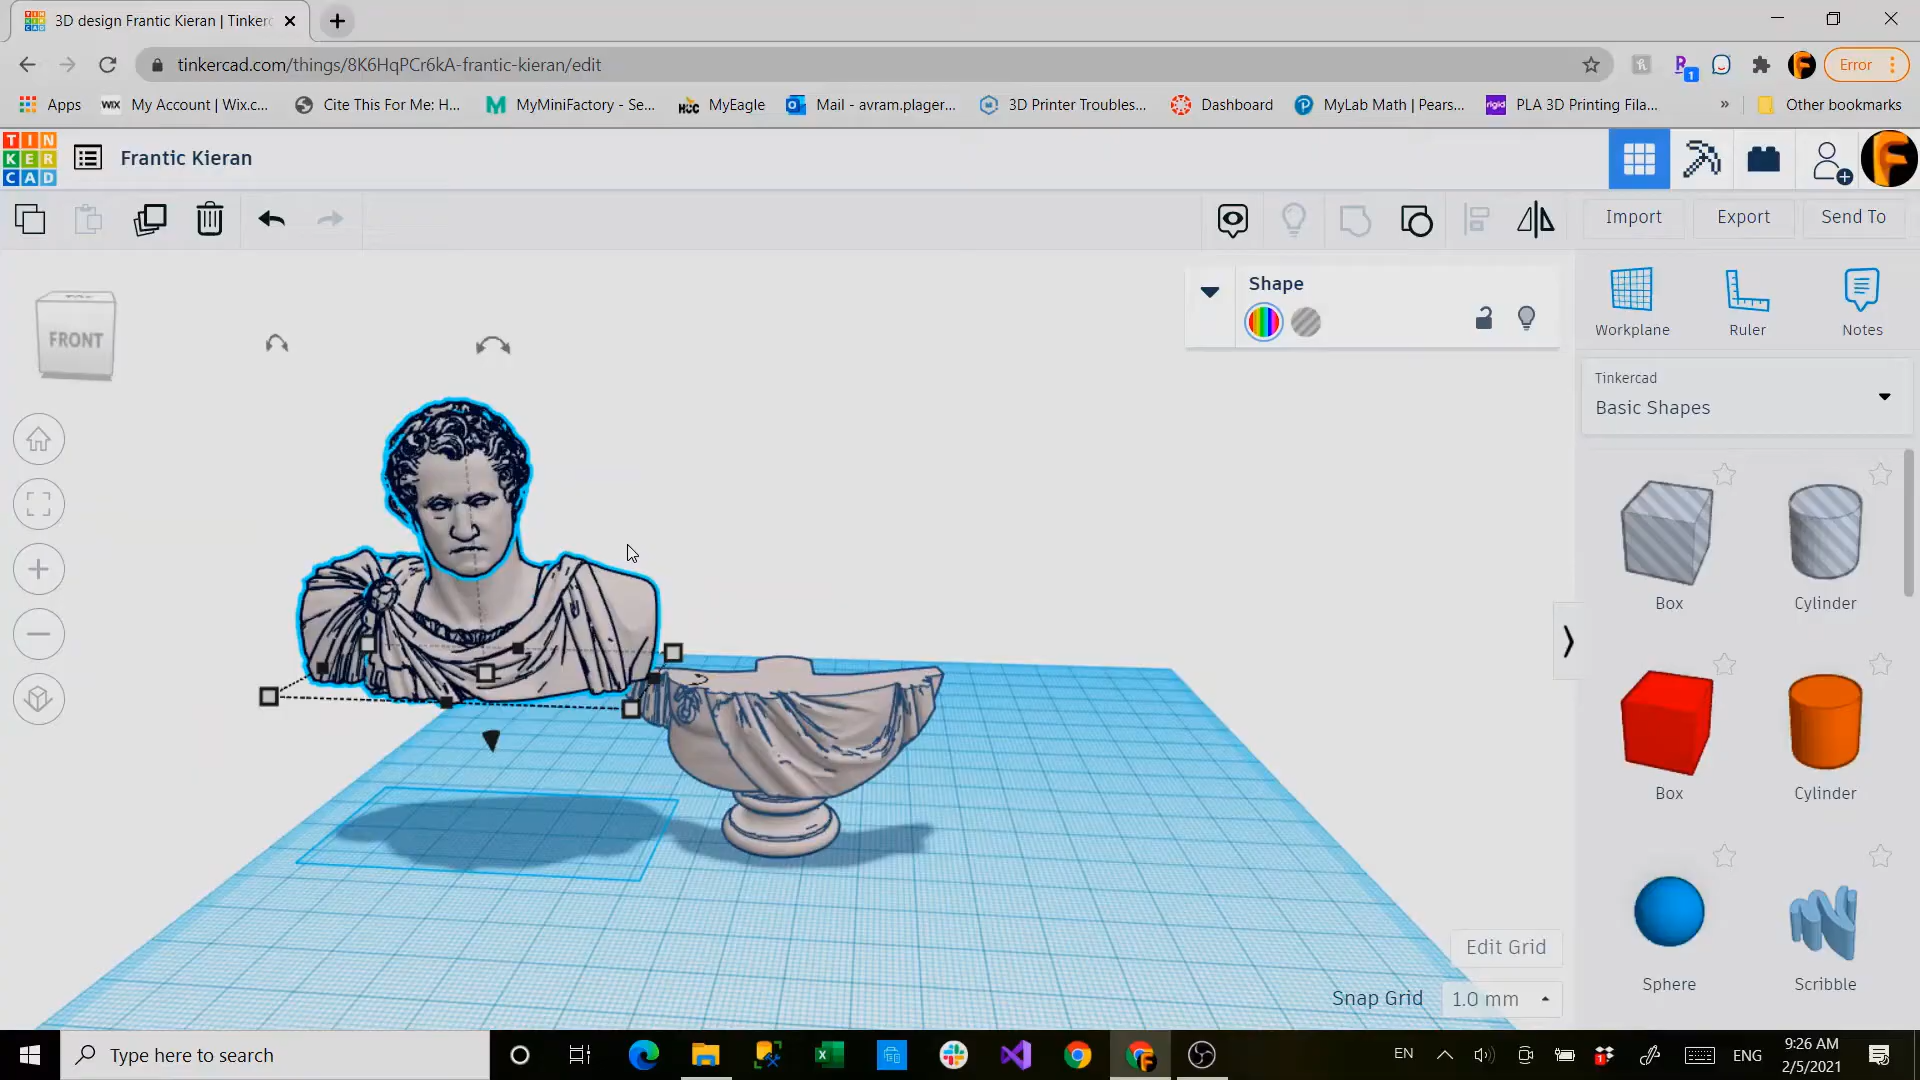 3D design Frantic Kieran | Tinkerc
tinkercad.com/things/8K6HqPCr6kA-frantic-kieran/edit
Error
Apps
WIX My Account | Wix.c...
Cite This For Me: H...
MyMiniFactory - Se...
HCC MyEagle
Mail - avram.plager...
3D Printer Troubles...
Dashboard
MyLab Math | Pears...
rigid PLA 3D Printing Fila...
»
Other bookmarks
TIN
KER
CAD
Frantic Kieran
Import
Export
Send To
Shape
FRONT
Workplane
Ruler
Notes
Tinkercad
Basic Shapes
Box
Cylinder
Box
Cylinder
Sphere
Scribble
Edit Grid
Snap Grid
1.0 mm
Type here to search
EN
ENG
9:26 AM
2/5/2021